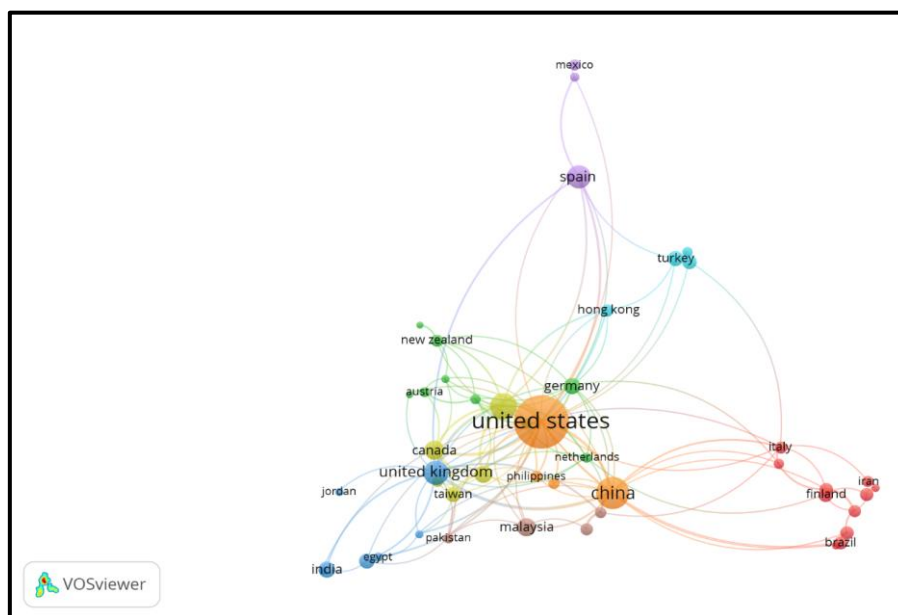 mexico
spain
turkey
hong kong
new zealand
germany
austria
united states
canada
italy
netherlands
united kingdom
philippines
iran
jordan
taiwan
china
finland
malaysia
pakistan
brazil
egypt
india
VOSviewer